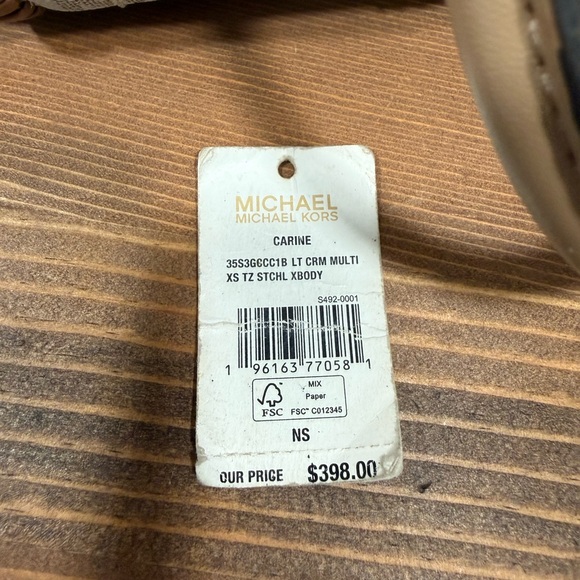 MICHAEL
MICHAEL KORS
CARINE
35S3G6CC1B LT CRM MULTI
XS TZ STCHL XBODY
S492-0001
1 96163 77058 1
FSC
MIX
Paper
FSC® C012345
NS
OUR PRICE $398.00